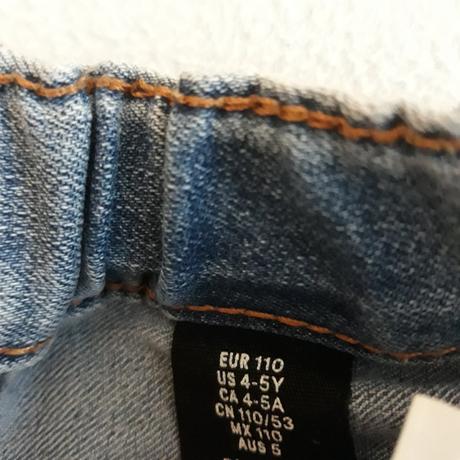 EUR 110
US 4-5Y
CA 4-5A
CN 110/53
MX 110
AUS 5